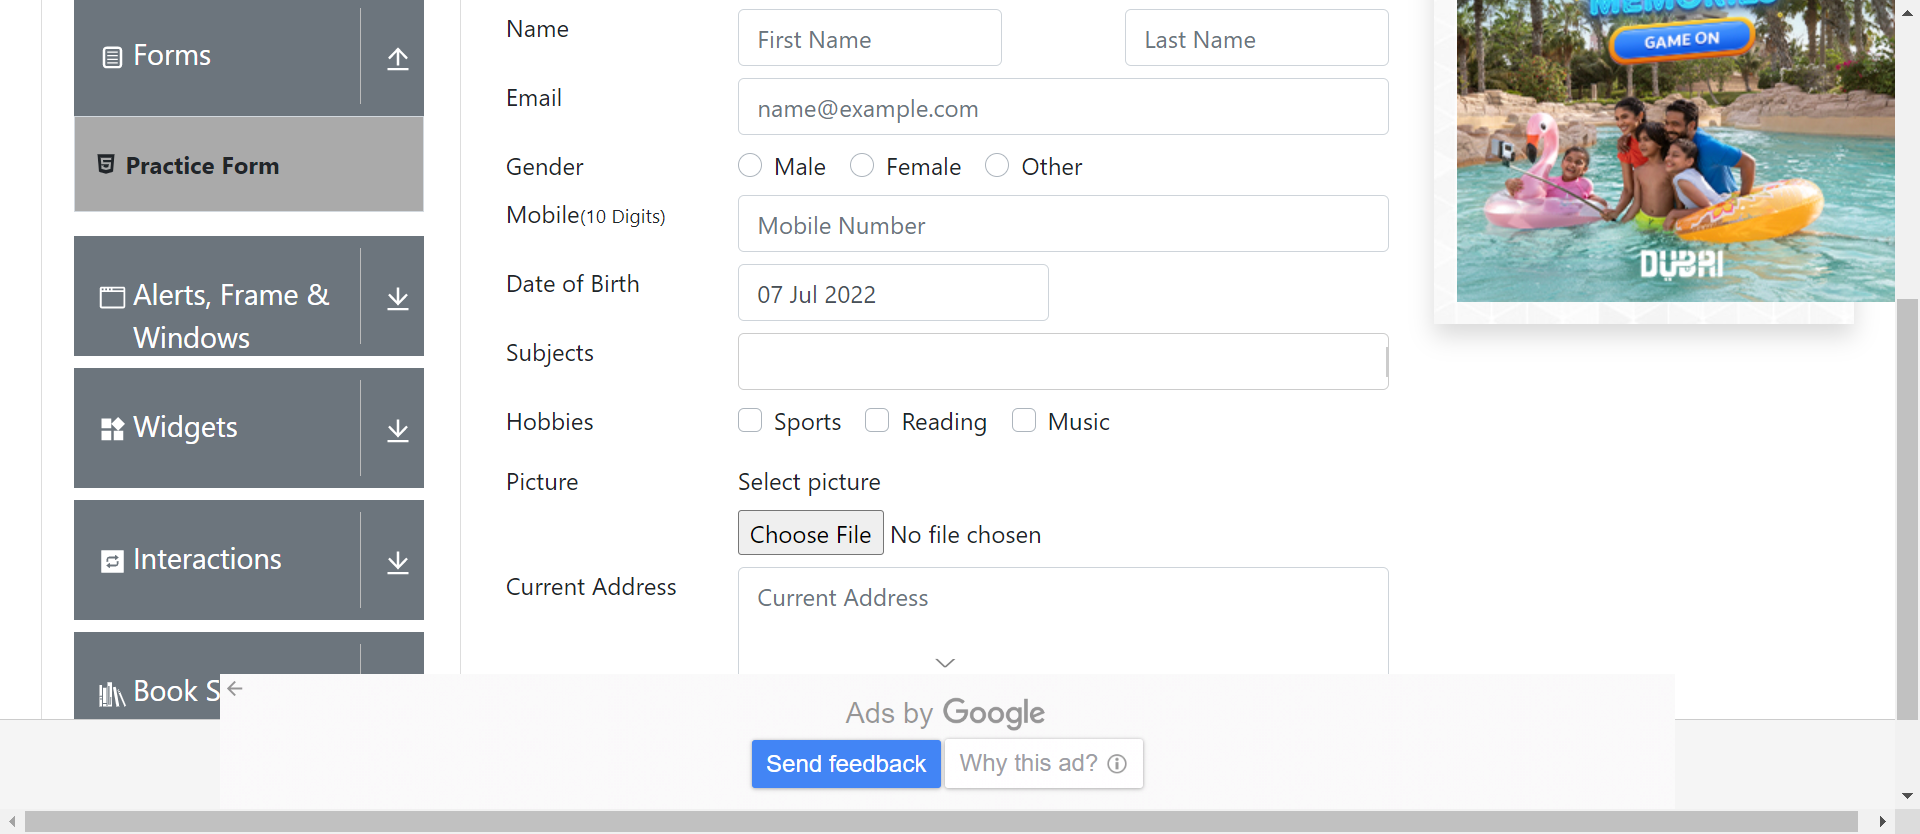 Forms
Practice Form
Alerts, Frame &
Windows
Widgets
Interactions
Book S
Name
First Name
Last Name
Email
name@example.com
Gender
Male
Female
Other
Mobile(10 Digits)
Mobile Number
Date of Birth
07 Jul 2022
Subjects
Hobbies
Sports
Reading
Music
Picture
Select picture
Choose File
No file chosen
Current Address
Current Address
MEMORIES
GAME ON
DUBAI
Ads by Google
Send feedback
Why this ad?